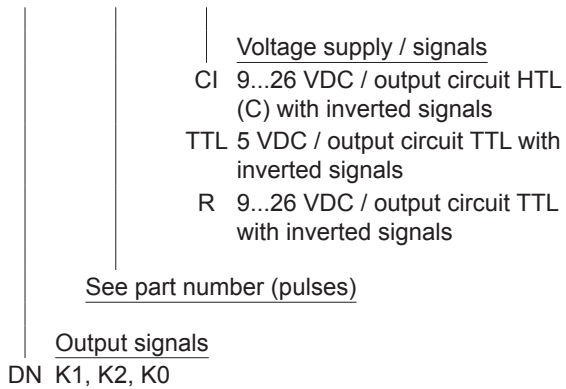 Voltage supply / signals
CI 9...26 VDC / output circuit HTL
(C) with inverted signals
TTL 5 VDC / output circuit TTL with
inverted signals
R 9...26 VDC / output circuit TTL
with inverted signals
See part number (pulses)
Output signals
DN K1, K2, K0